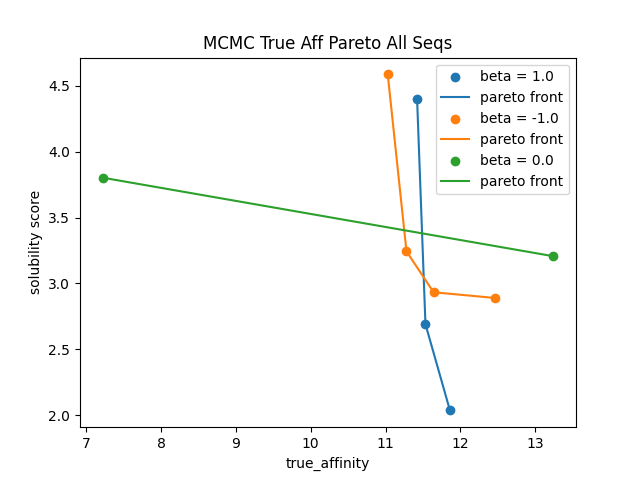 MCMC True Aff Pareto All Seqs
beta = 1.0
pareto front
beta = -1.0
pareto front
beta = 0.0
pareto front
solubility score
4.5
4.0
3.5
3.0
2.5
2.0
7 8 9 10 11 12 13
true_affinity